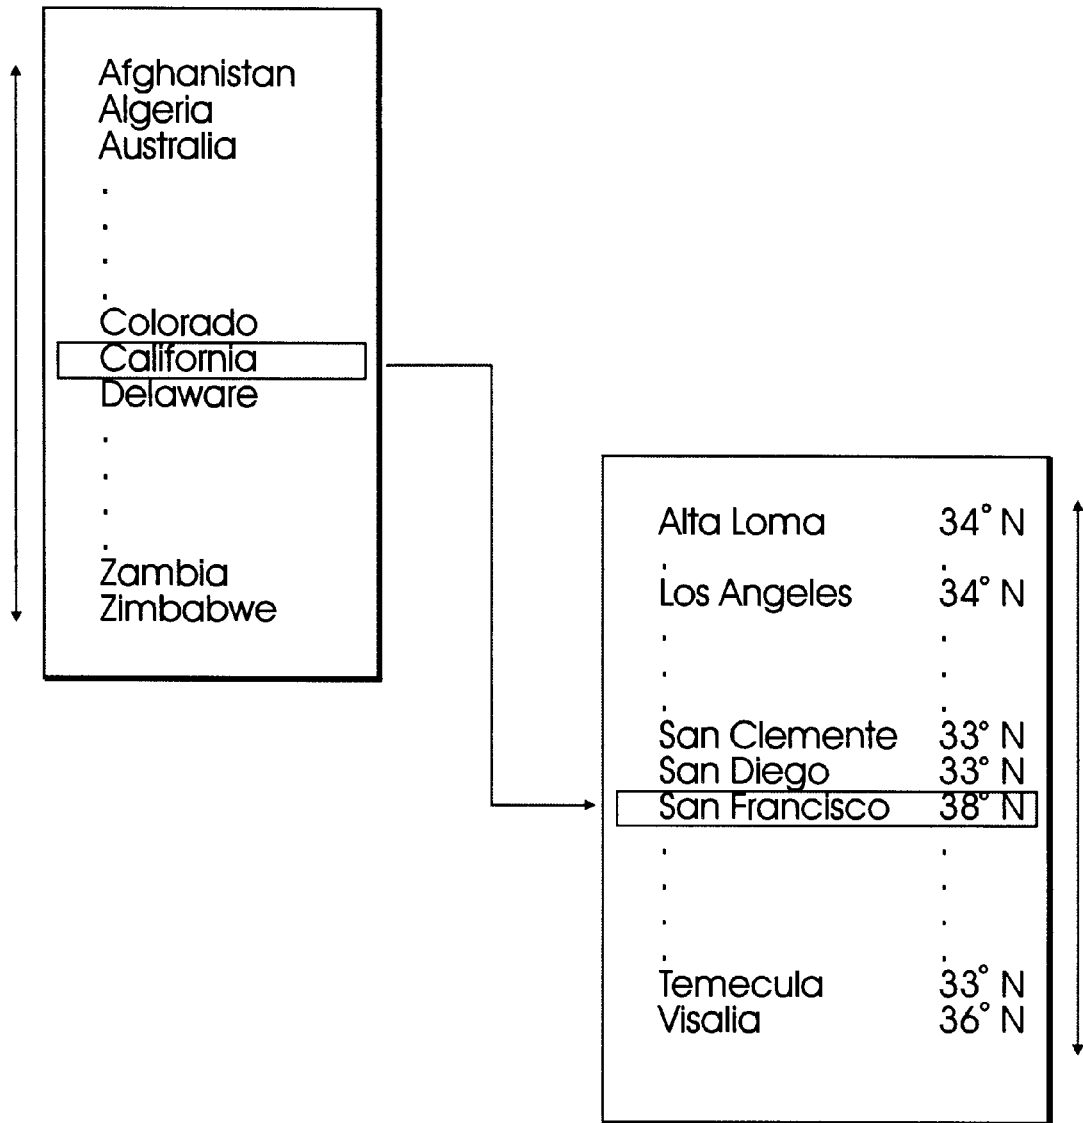 Afghanistan
Algeria
Australia
.
.
.
.
Colorado
California
Delaware
.
.
.
.
Zambia
Zimbabwe
Alta Loma 34° N
. .
Los Angeles 34° N
. .
. .
. .
San Clemente 33° N
San Diego 33° N
San Francisco 38° N
. .
. .
. .
. .
Temecula 33° N
Visalia 36° N